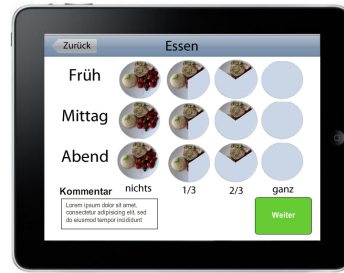 Zurück
Essen
Früh
Mittag
Abend
nichts 1/3 2/3 ganz
Kommentar
Lorem ipsum dolor sit amet,
consectetur adipisicing elit, sed
do eiusmod tempor incididunt
Weiter